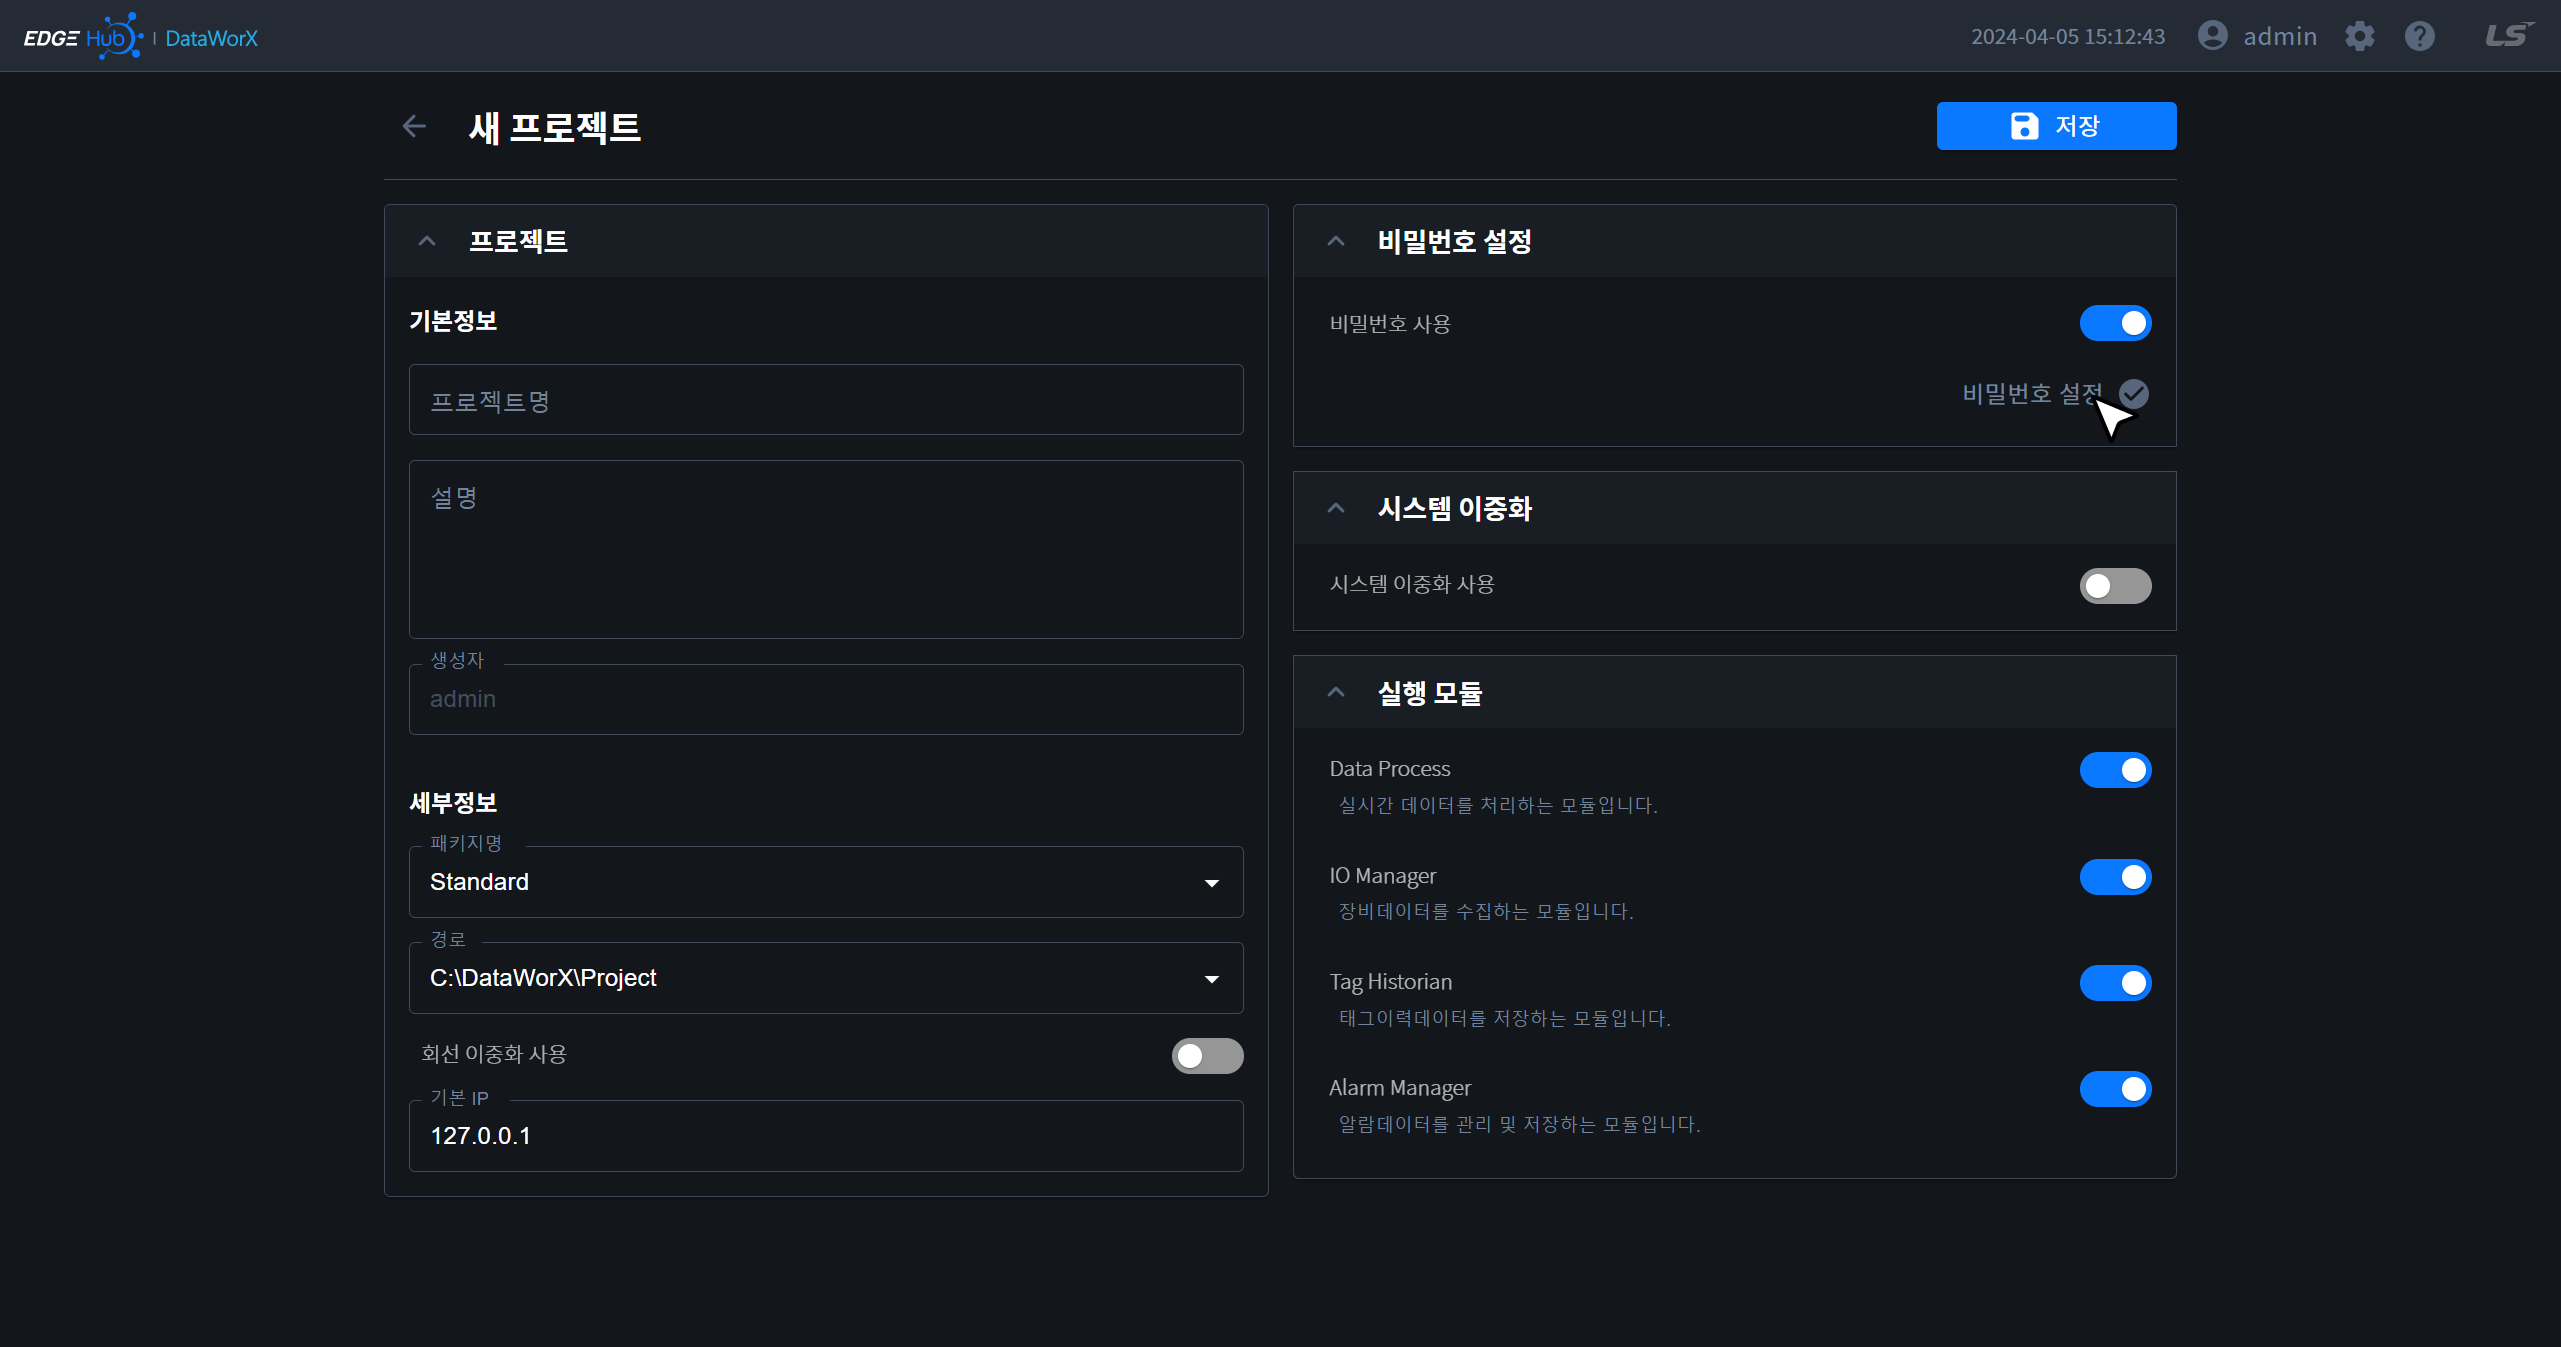 EDGE Hub | DataWorX
2024-04-05 15:12:43 admin LS
새 프로젝트
저장
프로젝트
기본정보
프로젝트명
설명
생성자
admin
세부정보
패키지명
Standard
경로
C:\DataWorX\Project
회선 이중화 사용
기본 IP
127.0.0.1
비밀번호 설정
비밀번호 사용
비밀번호 설정
시스템 이중화
시스템 이중화 사용
실행 모듈
Data Process
실시간 데이터를 처리하는 모듈입니다.
IO Manager
장비데이터를 수집하는 모듈입니다.
Tag Historian
태그이력데이터를 저장하는 모듈입니다.
Alarm Manager
알람데이터를 관리 및 저장하는 모듈입니다.